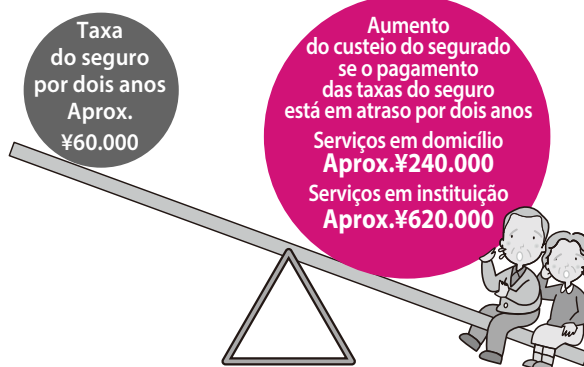 Taxa
do seguro
por dois anos
Aprox.
¥60.000
Aumento
do custeio do segurado
se o pagamento
das taxas do seguro
está em atraso por dois anos
Serviços em domicílio
Aprox.¥240.000
Serviços em instituição
Aprox.¥620.000